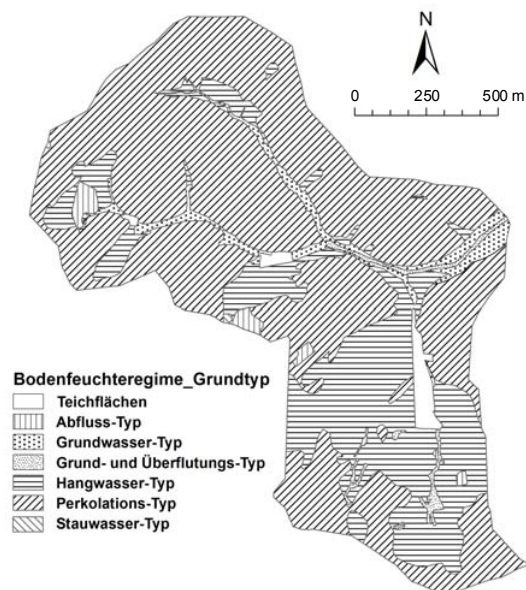 N
0 250 500 m
Bodenfeuchteregime_Grundtyp
Teichflächen
Abfluss-Typ
Grundwasser-Typ
Grund- und Überflutungs-Typ
Hangwasser-Typ
Perkolations-Typ
Stauwasser-Typ